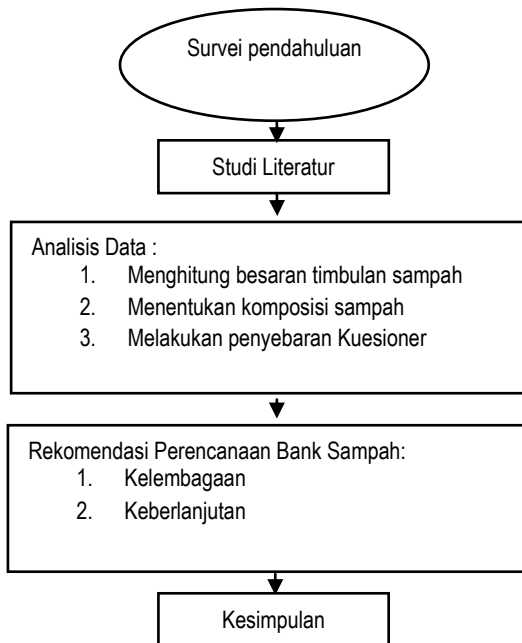 Survei pendahuluan
Studi Literatur
Analisis Data :
1. Menghitung besaran timbulan sampah
2. Menentukan komposisi sampah
3. Melakukan penyebaran Kuesioner
Rekomendasi Perencanaan Bank Sampah:
1. Kelembagaan
2. Keberlanjutan
Kesimpulan